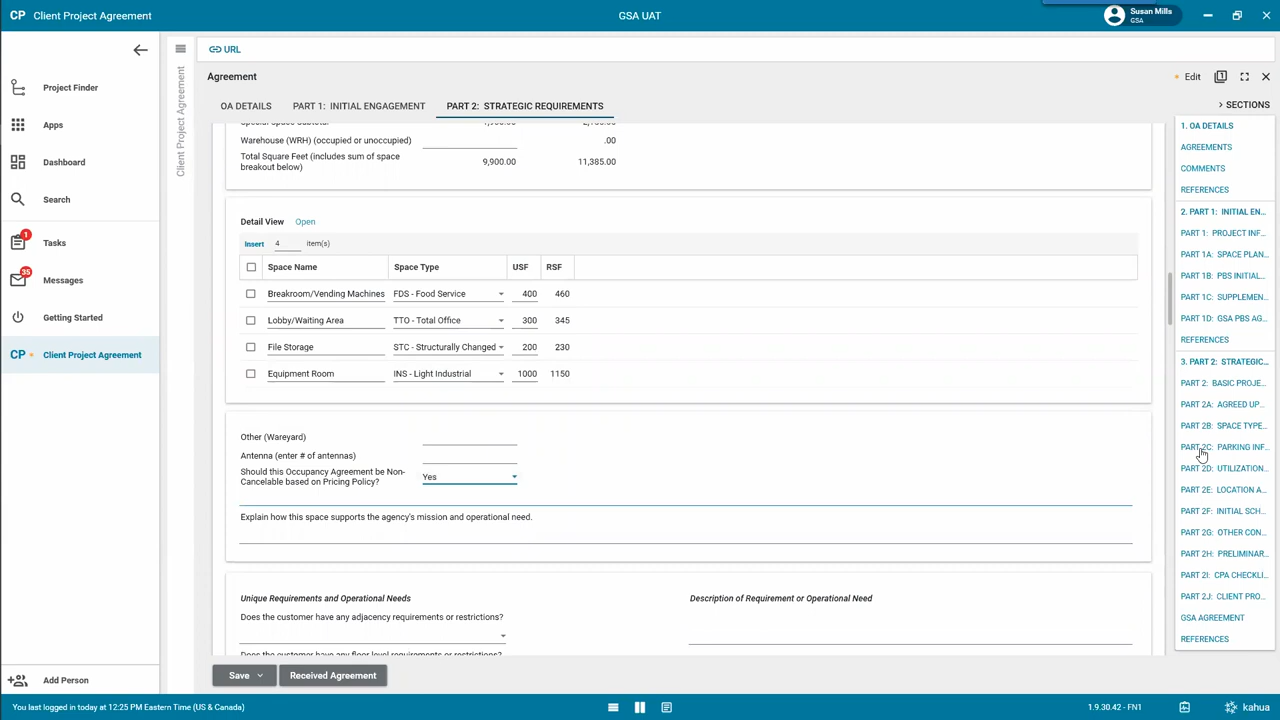 CP Client Project Agreement
GSA UAT
Susan Mills
GSA
Project Finder
Apps
Dashboard
Search
1
Tasks
35
Messages
Getting Started
CP Client Project Agreement
Add Person
Client Project Agreement
URL
Agreement
Edit
1
OA DETAILS
PART 1: INITIAL ENGAGEMENT
PART 2: STRATEGIC REQUIREMENTS
SECTIONS
Warehouse (WRH) (occupied or unoccupied)
.00
Total Square Feet (includes sum of space
breakout below)
9,900.00
11,385.00
Detail View Open
Insert 4 item(s)
Space Name Space Type USF RSF
Breakroom/Vending Machines FDS - Food Service 400 460
Lobby/Waiting Area TTO - Total Office 300 345
File Storage STC - Structurally Changed 200 230
Equipment Room INS - Light Industrial 1000 1150
Other (Wareyard)
Antenna (enter # of antennas)
Should this Occupancy Agreement be Non-
Cancelable based on Pricing Policy?
Yes
Explain how this space supports the agency's mission and operational need.
Unique Requirements and Operational Needs
Description of Requirement or Operational Need
Does the customer have any adjacency requirements or restrictions?
Does the customer have any floor level requirements or restrictions?
Save
Received Agreement
1. OA DETAILS
AGREEMENTS
COMMENTS
REFERENCES
2. PART 1: INITIAL EN...
PART 1: PROJECT INF...
PART 1A: SPACE PLAN...
PART 1B: PBS INITIAL...
PART 1C: SUPPLEMEN...
PART 1D: GSA PBS AG...
REFERENCES
3. PART 2: STRATEGIC...
PART 2: BASIC PROJE...
PART 2A: AGREED UP...
PART 2B: SPACE TYPE...
PART 2C: PARKING INF...
PART 2D: UTILIZATION...
PART 2E: LOCATION A...
PART 2F: INITIAL SCH...
PART 2G: OTHER CON...
PART 2H: PRELIMINAR...
PART 2I: CPA CHECKLI...
PART 2J: CLIENT PRO...
GSA AGREEMENT
REFERENCES
You last logged in today at 12:25 PM Eastern Time (US & Canada)
1.9.30.42 - FN1
kahua